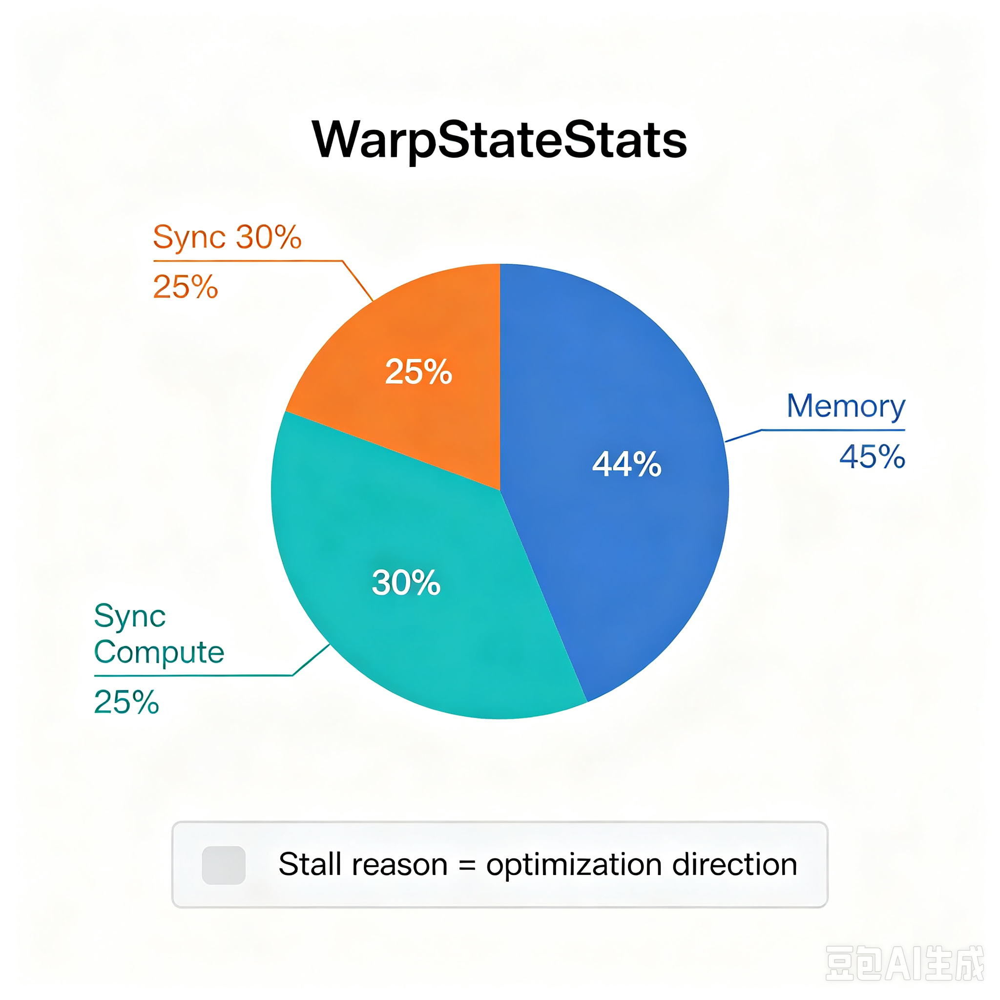 WarpStateStats
Sync 30%
25%
25%
Memory
44%
45%
30%
Sync
Compute
25%
Stall reason = optimization direction
豆包AI生成